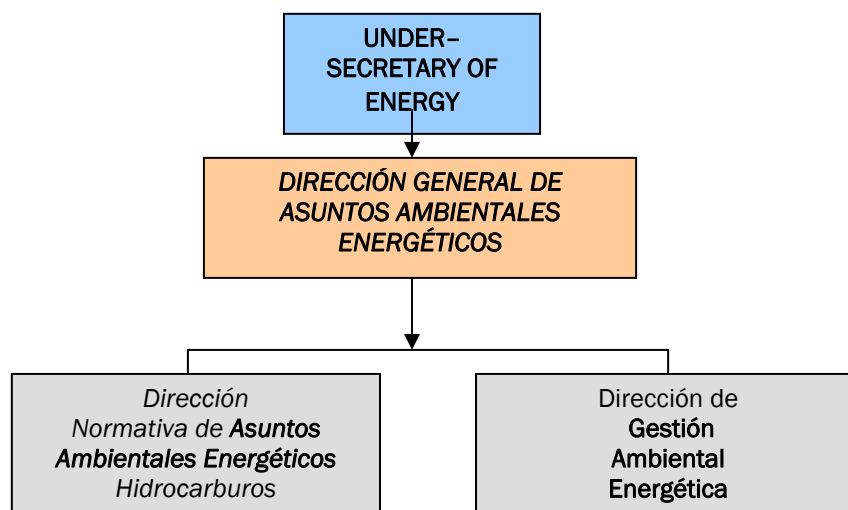 UNDER–
SECRETARY OF
ENERGY
DIRECCIÓN GENERAL DE
ASUNTOS AMBIENTALES
ENERGÉTICOS
Dirección
Normativa de Asuntos
Ambientales Energéticos
Hidrocarburos
Dirección de
Gestión
Ambiental
Energética